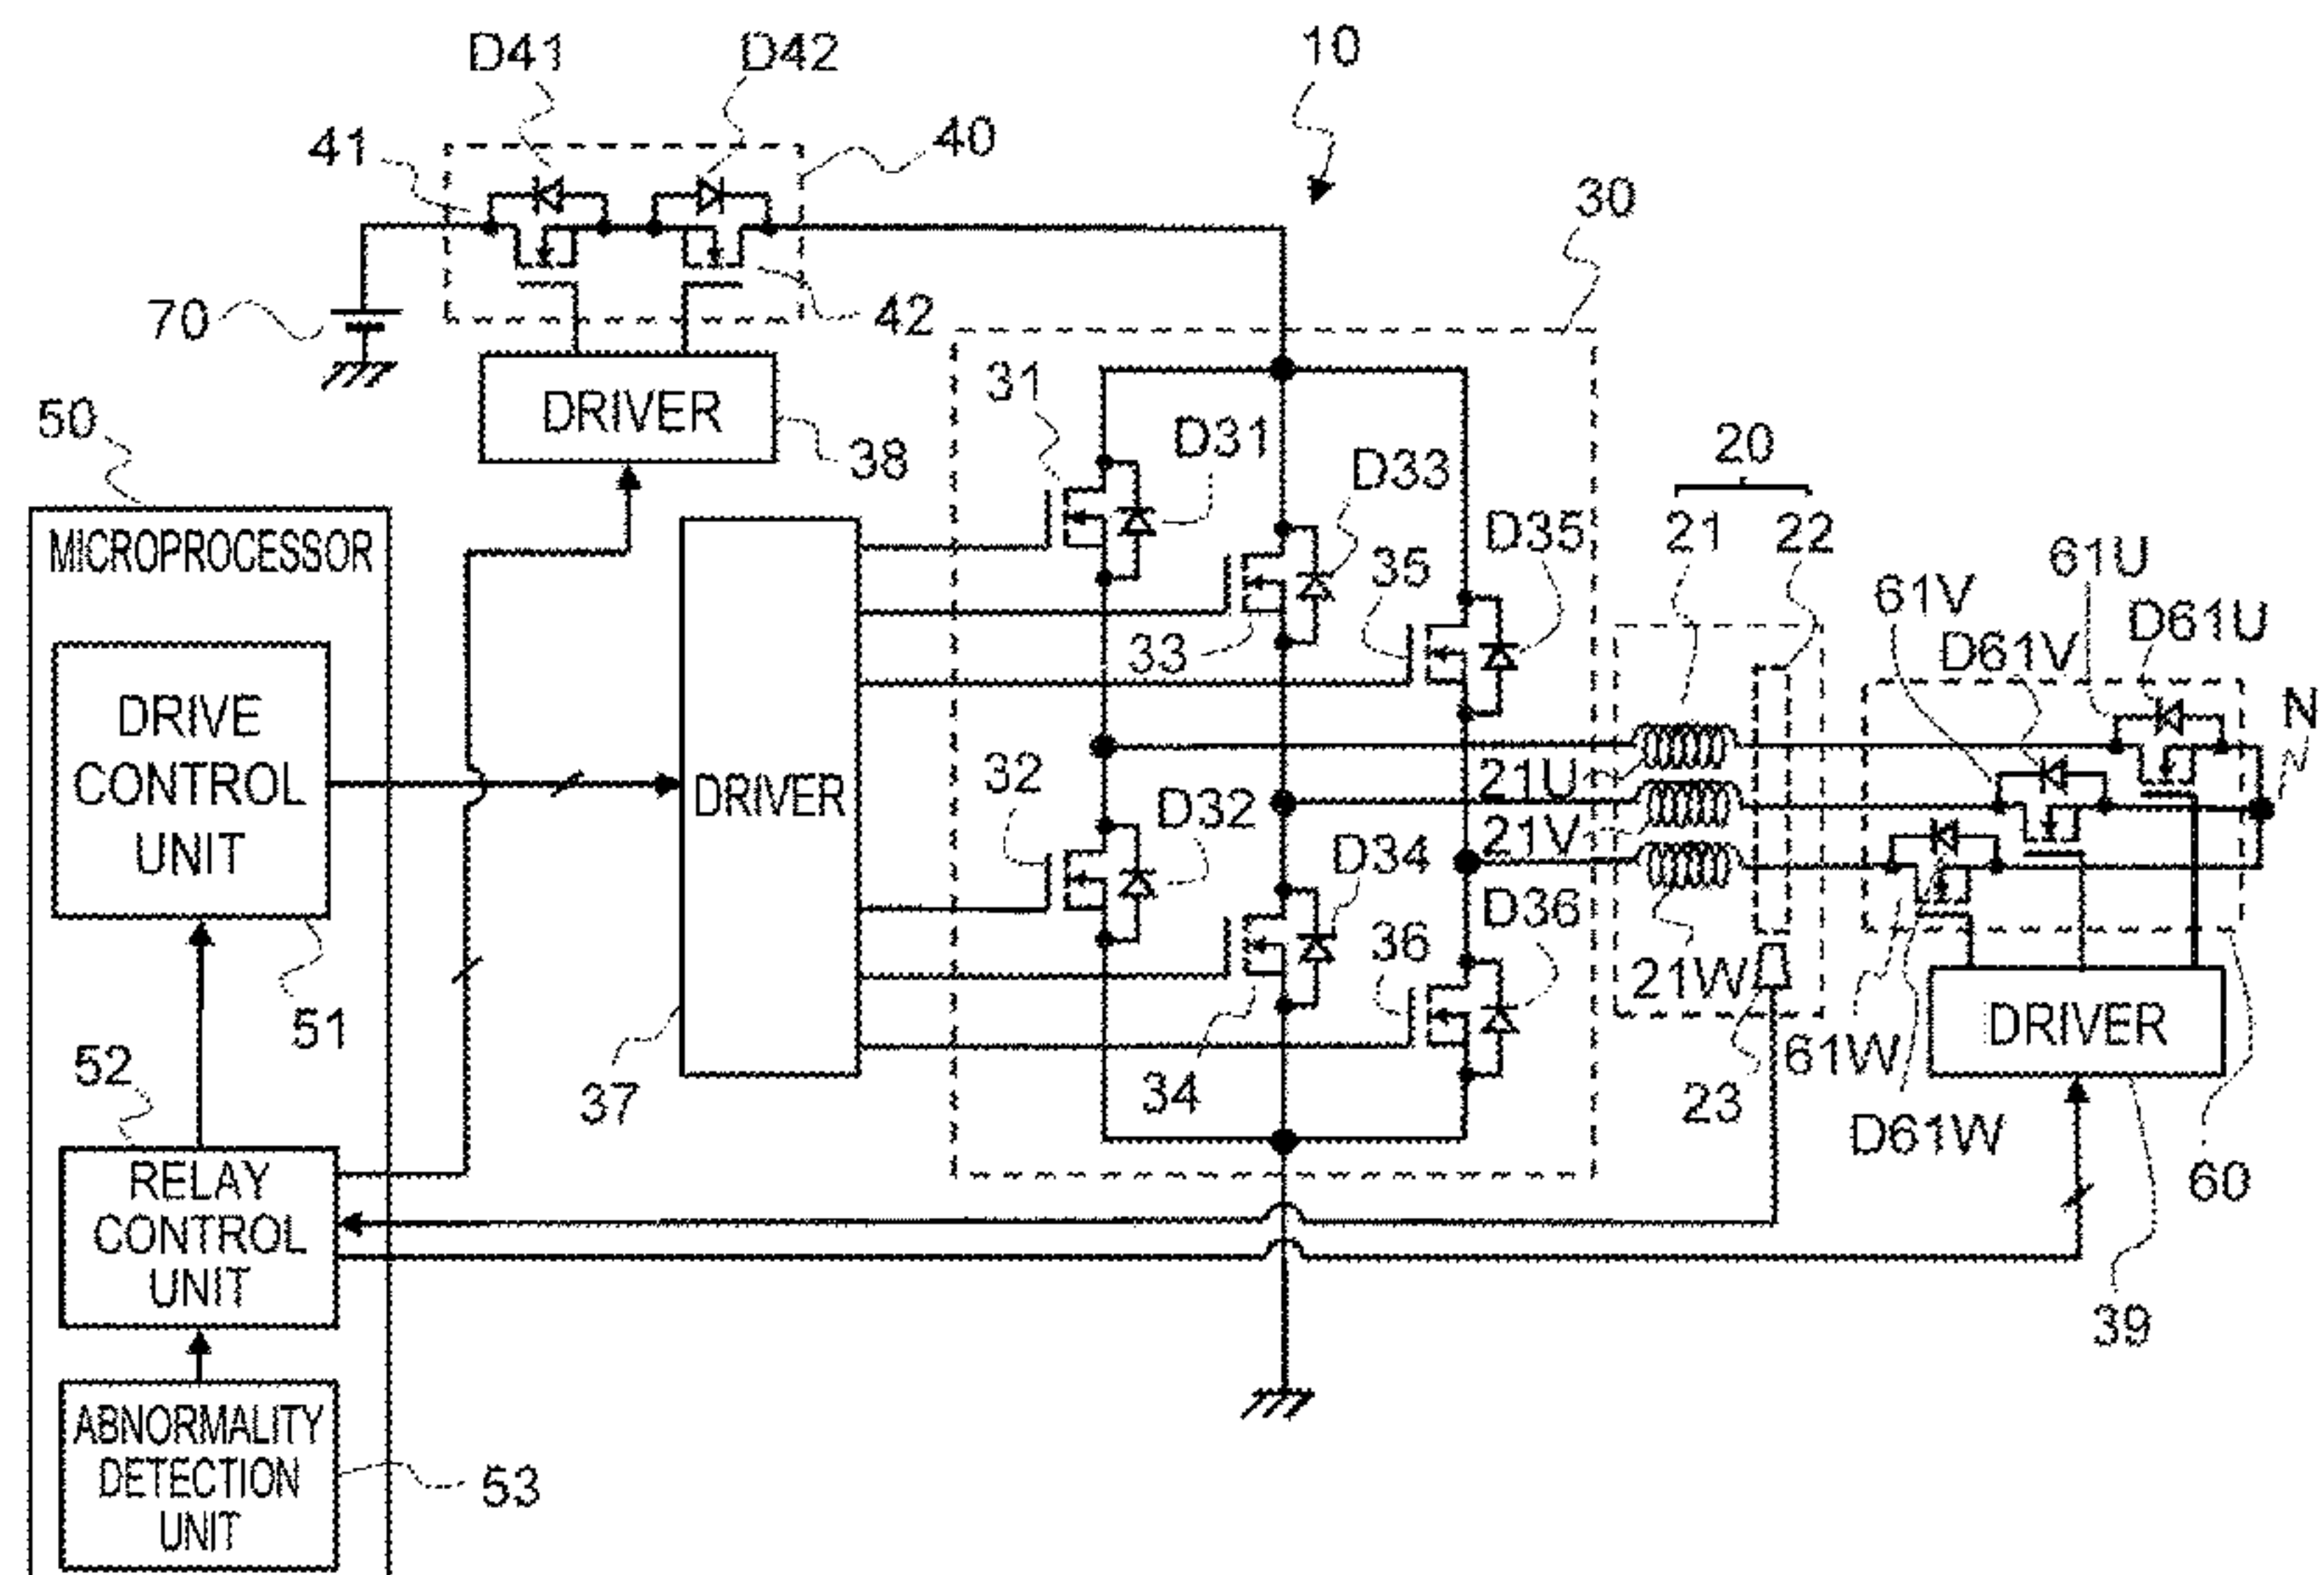 10
D41
D42
41
40
30
70
42
DRIVER
38
50
31
D31
D33
20
21
22
MICROPROCESSOR
35
D35
61V
61U
D61V
D61U
N
33
DRIVE
CONTROL
UNIT
51
DRIVER
37
32
D32
21U
21V
21W
D34
34
36
D36
23
61W
D61W
DRIVER
39
60
52
RELAY
CONTROL
UNIT
ABNORMALITY
DETECTION
UNIT
53